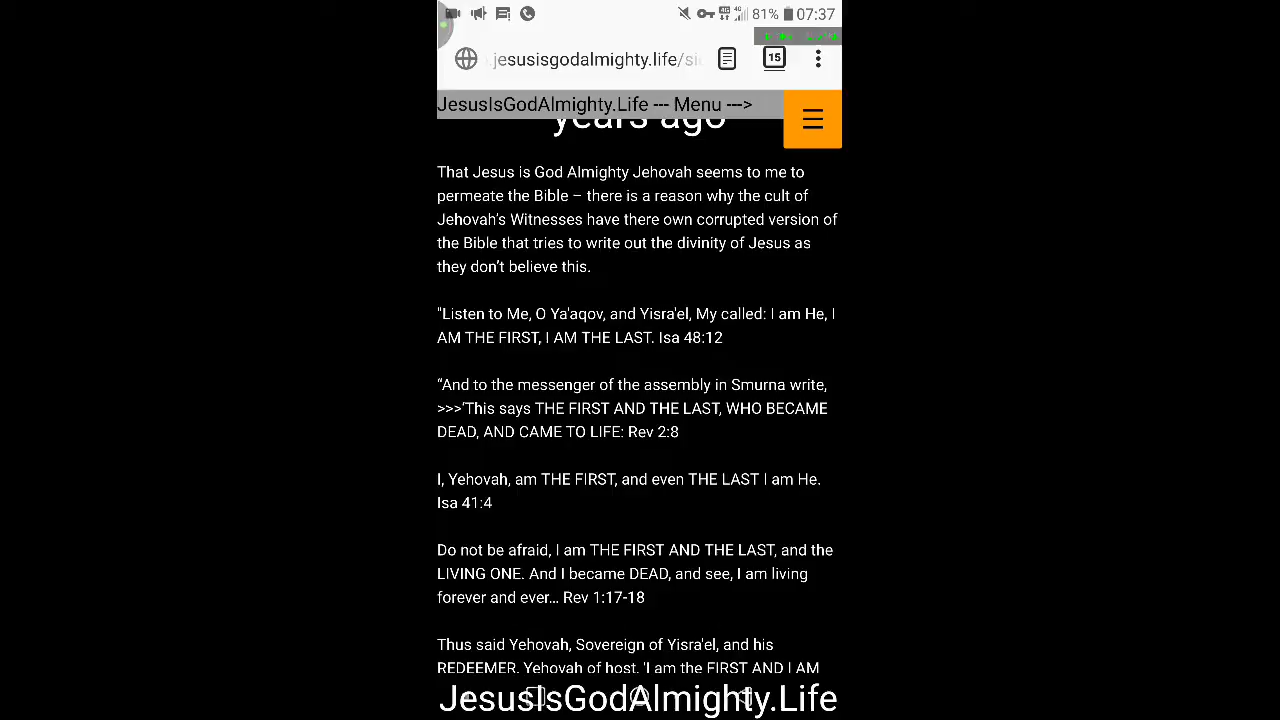 81% 07:37
.jesusisgodalmighty.life/si
15
JesusIsGodAlmighty.Life --- Menu --->
years ago
That Jesus is God Almighty Jehovah seems to me to
permeate the Bible – there is a reason why the cult of
Jehovah's Witnesses have there own corrupted version of
the Bible that tries to write out the divinity of Jesus as
they don't believe this.
"Listen to Me, O Ya'aqov, and Yisra'el, My called: I am He, I
AM THE FIRST, I AM THE LAST. Isa 48:12
“And to the messenger of the assembly in Smurna write,
>>>‘This says THE FIRST AND THE LAST, WHO BECAME
DEAD, AND CAME TO LIFE: Rev 2:8
I, Yehovah, am THE FIRST, and even THE LAST I am He.
Isa 41:4
Do not be afraid, I am THE FIRST AND THE LAST, and the
LIVING ONE. And I became DEAD, and see, I am living
forever and ever… Rev 1:17-18
Thus said Yehovah, Sovereign of Yisra'el, and his
REDEEMER, Yehovah of host. 'I am the FIRST AND I AM
JesusIsGodAlmighty.Life